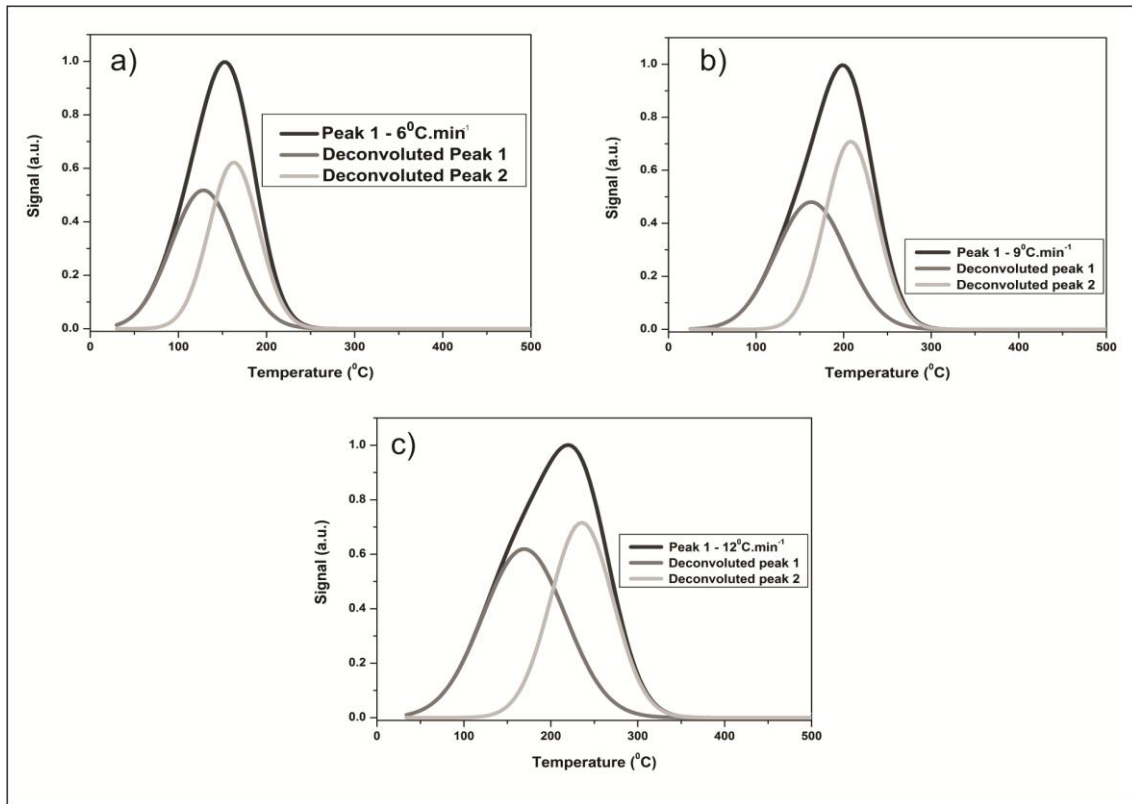 a)
1.0
0.8
0.6
0.4
0.2
0.0
Signal (a.u.)
Peak 1 - 6⁰C.min⁻¹
Deconvoluted Peak 1
Deconvoluted Peak 2
0 100 200 300 400 500
Temperature (⁰C)
b)
1.0
0.8
0.6
0.4
0.2
0.0
Signal (a.u.)
Peak 1 - 9⁰C.min⁻¹
Deconvoluted peak 1
Deconvoluted peak 2
0 100 200 300 400 500
Temperature (⁰C)
c)
1.0
0.8
0.6
0.4
0.2
0.0
Signal (a.u.)
Peak 1 - 12⁰C.min⁻¹
Deconvoluted peak 1
Deconvoluted peak 2
0 100 200 300 400 500
Temperature (⁰C)